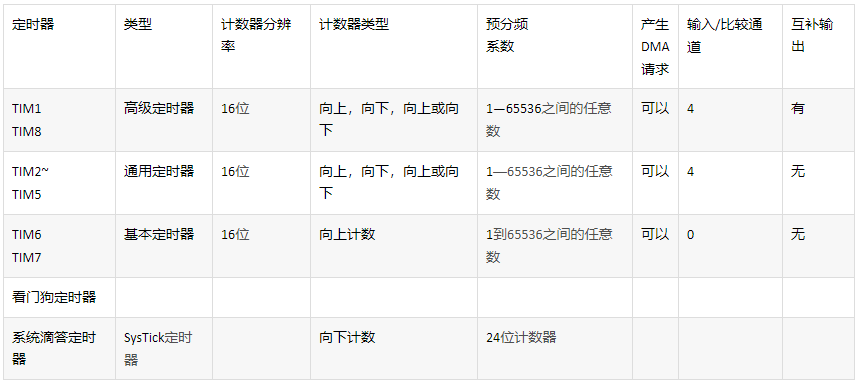 定时器 类型 计数器分辨 计数器类型 预分频 产生 输入/比较通 互补输
率 系数 DMA 道 出
请求
TIM1 高级定时器 16位 向上，向下，向上或向 1—65536之间的任意 可以 4 有
TIM8 下 数
TIM2~ 通用定时器 16位 向上，向下，向上或向 1—65536之间的任意 可以 4 无
TIM5 下 数
TIM6 基本定时器 16位 向上计数 1到65536之间的任意 可以 0 无
TIM7 数
看门狗定时器
系统滴答定时 SysTick定时 向下计数 24位计数器
器 器